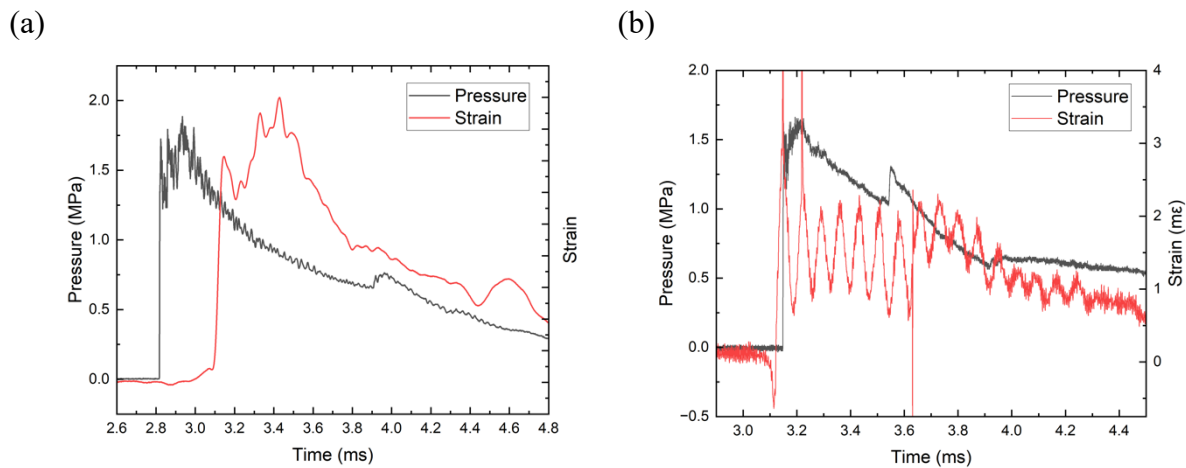 (a)
Pressure
Strain
2.0
1.5
1.0
0.5
0.0
Pressure (MPa)
Strain
2.6 2.8 3.0 3.2 3.4 3.6 3.8 4.0 4.2 4.4 4.6 4.8
Time (ms)
(b)
Pressure
Strain
2.0
1.5
1.0
0.5
0.0
−0.5
Pressure (MPa)
4
3
2
1
0
Strain (mε)
3.0 3.2 3.4 3.6 3.8 4.0 4.2 4.4
Time (ms)